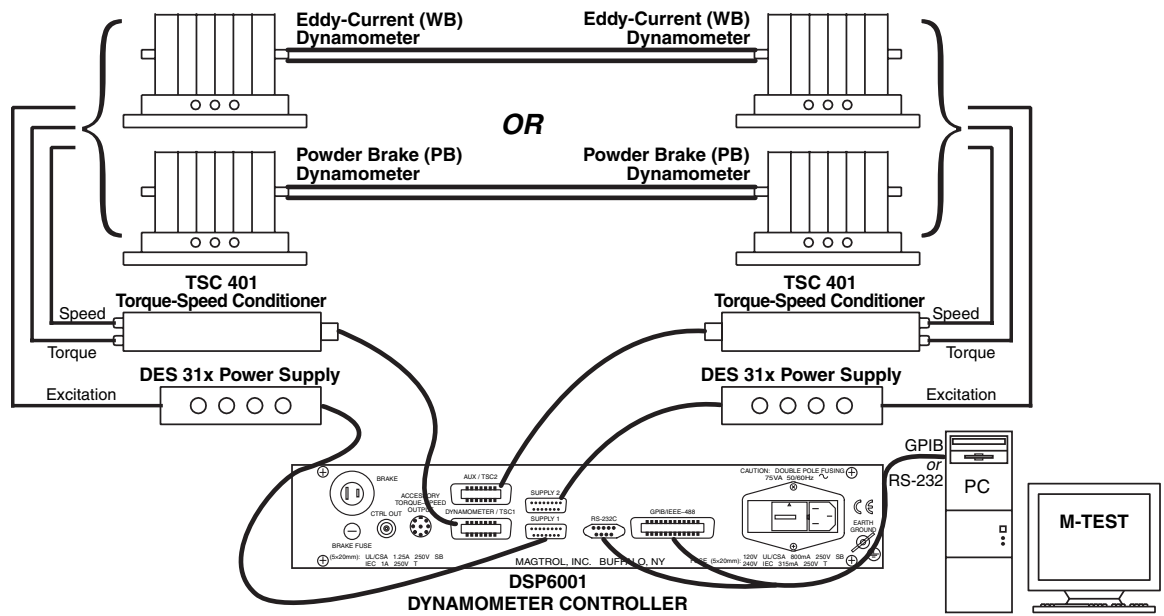 Eddy-Current (WB)
Dynamometer
Eddy-Current (WB)
Dynamometer
OR
Powder Brake (PB)
Dynamometer
Powder Brake (PB)
Dynamometer
TSC 401
Torque-Speed Conditioner
TSC 401
Torque-Speed Conditioner
Speed
Torque
Speed
Torque
DES 31x Power Supply
DES 31x Power Supply
Excitation
Excitation
GPIB
or
RS-232
PC
M-TEST
BRAKE
CTRL OUT
ACCESSORY
TORQUE–SPEED
OUTPUT
AUX / TSC2
DYNAMOMETER / TSC1
SUPPLY 2
SUPPLY 1
RS-232C
GPIB/IEEE–488
CAUTION: DOUBLE POLE FUSING
75VA 50/60Hz
CE
EARTH
GROUND
BRAKE FUSE
(5x20mm): UL/CSA 1.25A 250V SB
IEC 1A 250V T
MAGTROL, INC. BUFFALO, NY
FUSE (5x20mm): 120V UL/CSA 800mA 250V SB
240V IEC 315mA 250V T
DSP6001
DYNAMOMETER CONTROLLER